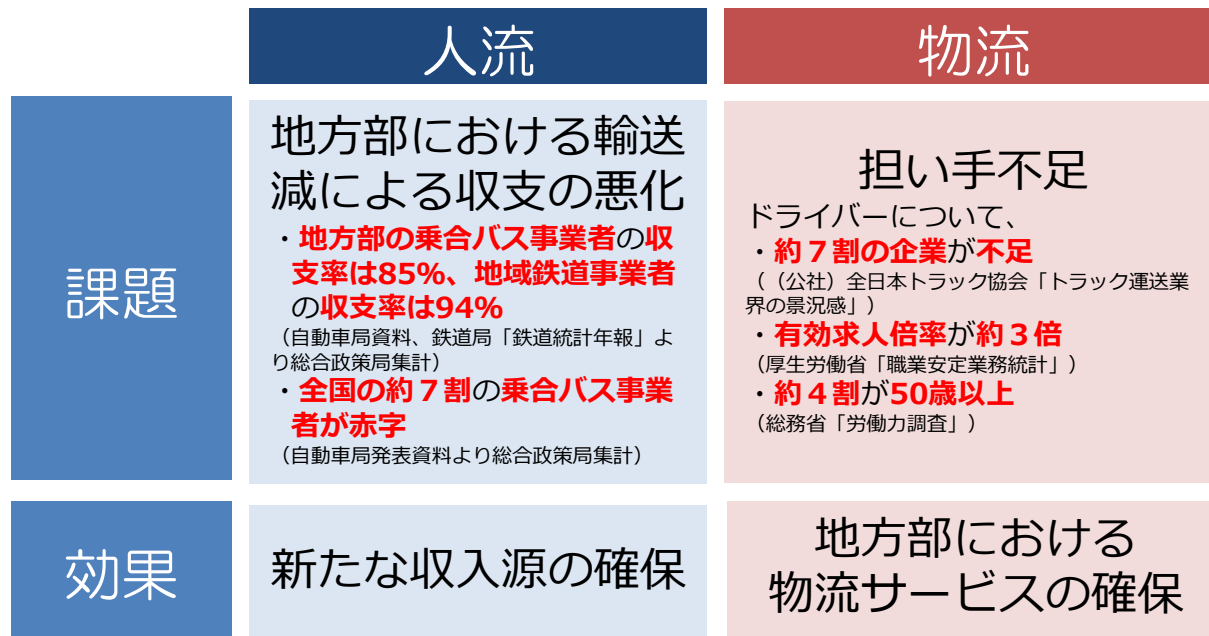 人流
物流
課題
地方部における輸送
減による収支の悪化
・地方部の乗合バス事業者の収
支率は85%、地域鉄道事業者
の収支率は94%
（自動車局資料、鉄道局「鉄道統計年報」よ
り総合政策局集計）
・全国の約７割の乗合バス事業
者が赤字
（自動車局発表資料より総合政策局集計）
担い手不足
ドライバーについて、
・約７割の企業が不足
（（公社）全日本トラック協会「トラック運送業
界の景況感」）
・有効求人倍率が約３倍
（厚生労働省「職業安定業務統計」）
・約４割が50歳以上
（総務省「労働力調査」）
効果
新たな収入源の確保
地方部における
物流サービスの確保